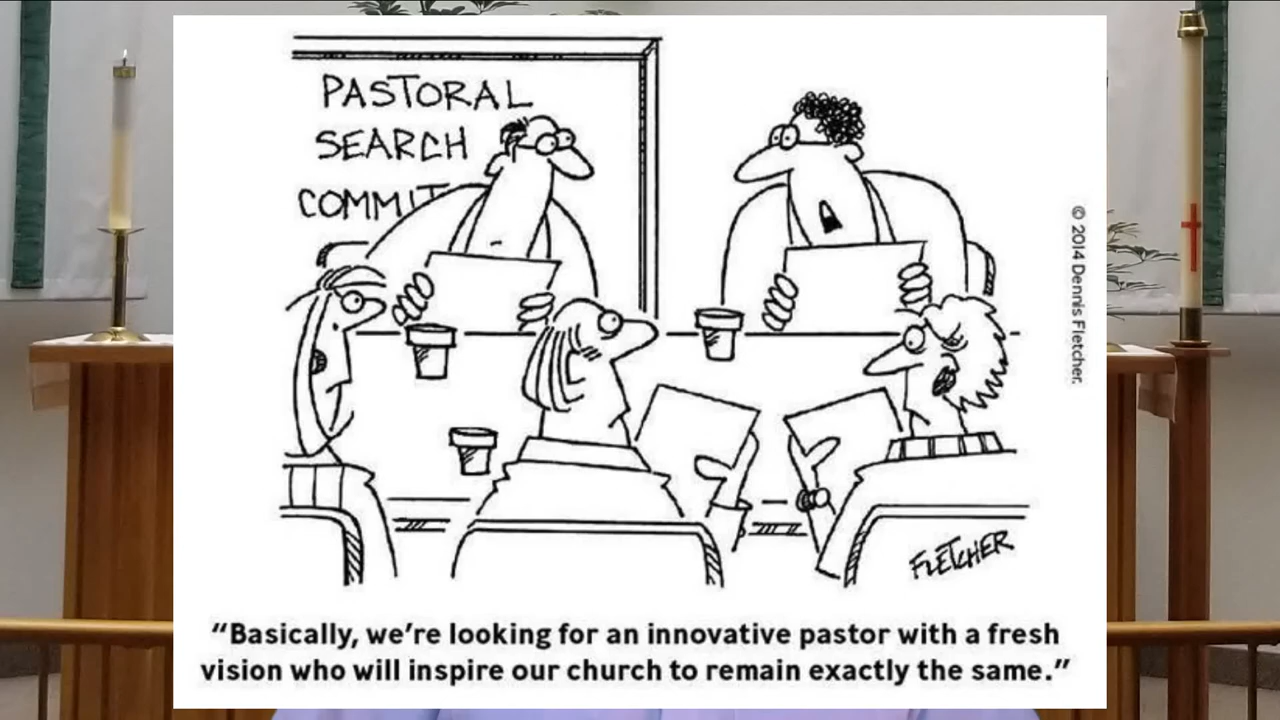 PASTORAL
SEARCH
COMMIT
© 2014 Dennis Fletcher.
FLETCHER
“Basically, we’re looking for an innovative pastor with a fresh
vision who will inspire our church to remain exactly the same.”